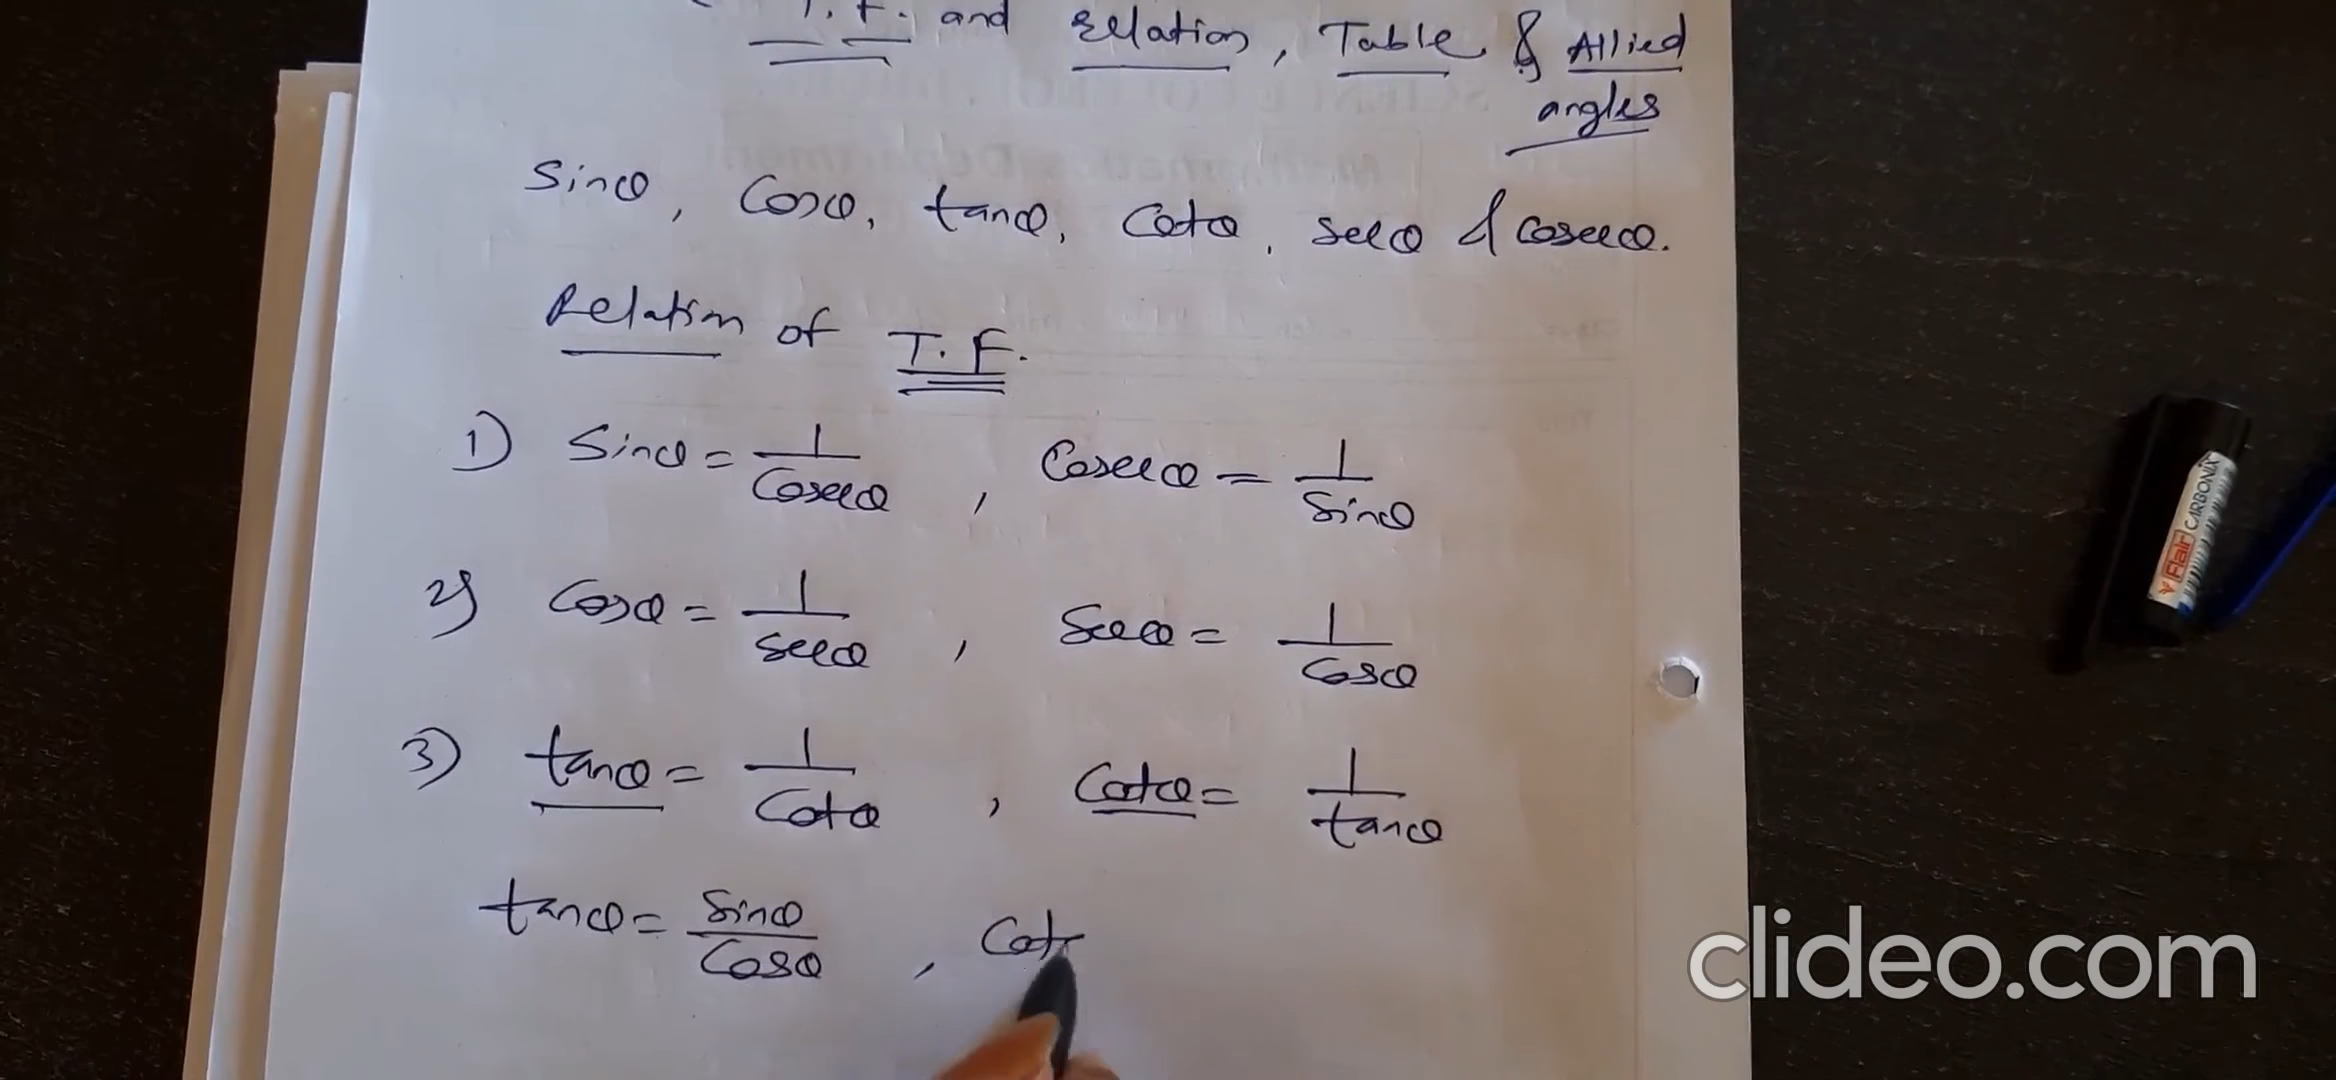 T.F. and relation, Table & Allied
angles
Sinθ, Cosθ, tanθ, Cotθ, secθ & Cosecθ.
Relation of T.F.
1) Sinθ = 1/Cosecθ , Cosecθ = 1/Sinθ
2) Cosθ = 1/secθ , Secθ = 1/Cosθ
3) tanθ = 1/Cotθ , Cotθ = 1/tanθ
tanθ = Sinθ/Cosθ , Cot
Flair CARBONIX
clideo.com